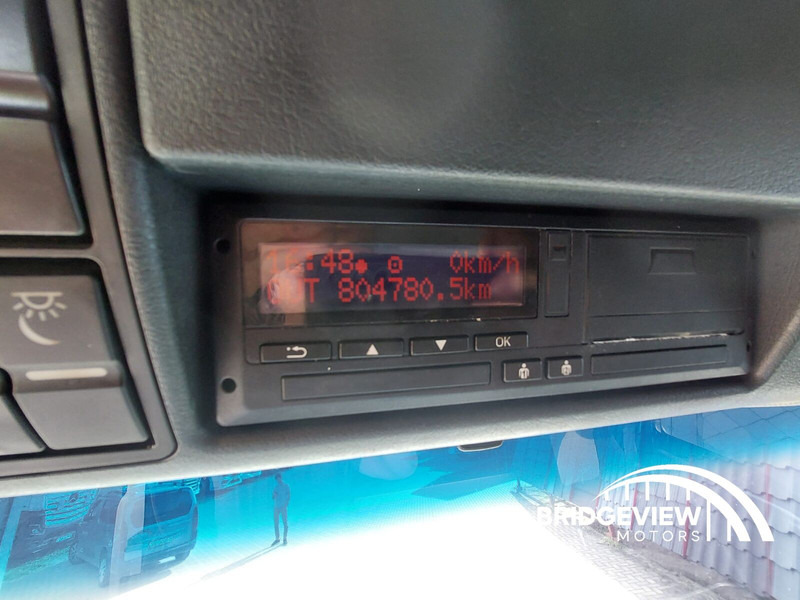 .48 0km/h
804780.5km
OK
BRIDGEVIEW
MOTORS